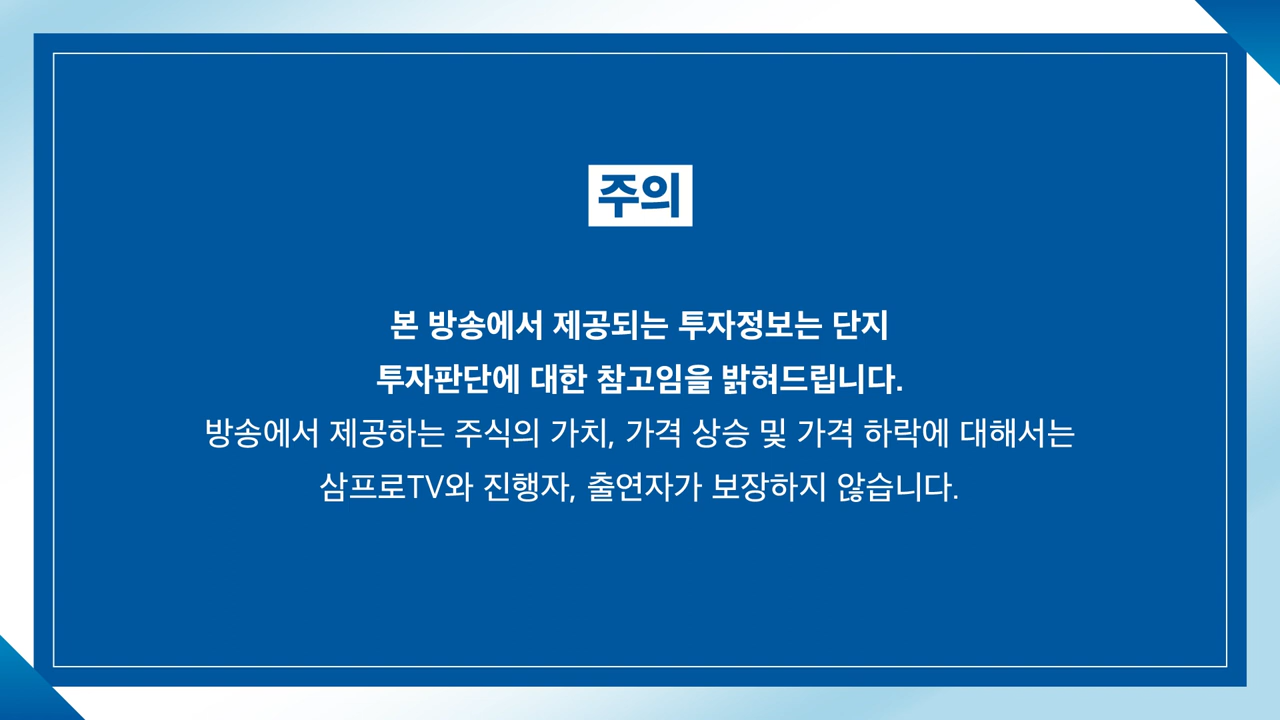 주의
본 방송에서 제공되는 투자정보는 단지
투자판단에 대한 참고임을 밝혀드립니다.
방송에서 제공하는 주식의 가치, 가격 상승 및 가격 하락에 대해서는
삼프로TV와 진행자, 출연자가 보장하지 않습니다.